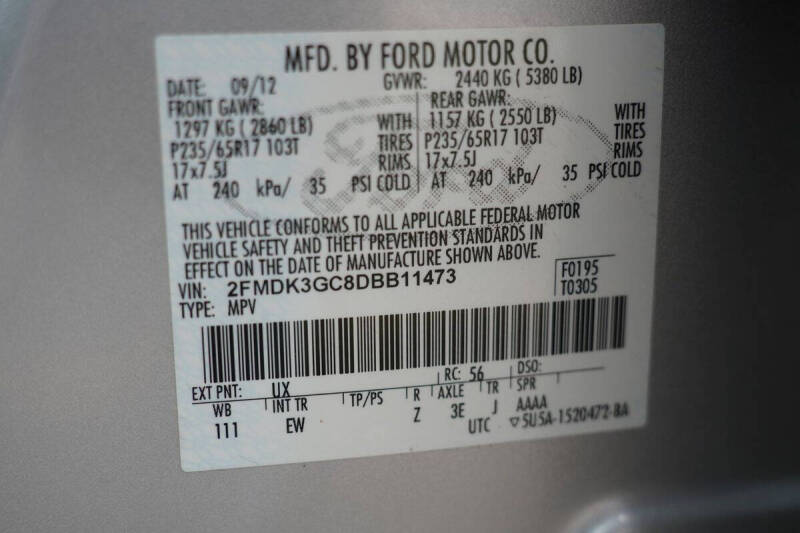 MFD. BY FORD MOTOR CO.
DATE: 09/12 GVWR: 2440 KG ( 5380 LB)
FRONT GAWR: REAR GAWR:
1297 KG ( 2860 LB) WITH 1157 KG ( 2550 LB) WITH
P235/65R17 103T TIRES P235/65R17 103T TIRES
17x7.5J RIMS 17x7.5J RIMS
AT 240 kPa/ 35 PSI COLD AT 240 kPa/ 35 PSI COLD
Ford
THIS VEHICLE CONFORMS TO ALL APPLICABLE FEDERAL MOTOR
VEHICLE SAFETY AND THEFT PREVENTION STANDARDS IN
EFFECT ON THE DATE OF MANUFACTURE SHOWN ABOVE.
VIN: 2FMDK3GC8DBB11473 F0195
TYPE: MPV T0305
EXT PNT: UX RC: 56 DSO:
WB INT TR TP/PS R AXLE TR SPR
111 EW Z 3E J AAAA
UTC ▽5U5A-1520472-BA